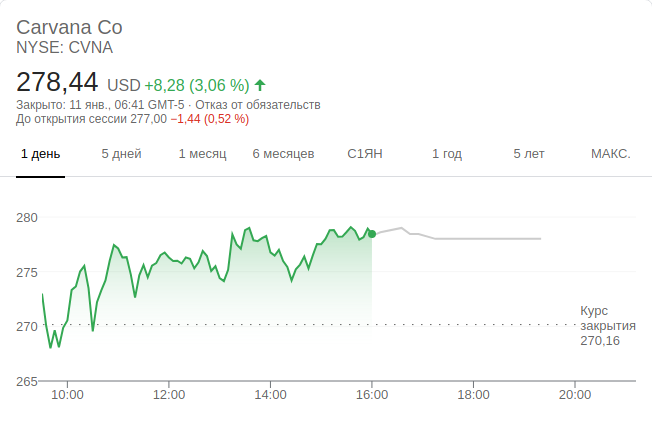 Carvana Co
NYSE: CVNA
278,44 USD +8,28 (3,06 %)
Закрыто: 11 янв., 06:41 GMT-5 · Отказ от обязательств
До открытия сессии 277,00 −1,44 (0,52 %)
1 день 5 дней 1 месяц 6 месяцев С1ЯН 1 год 5 лет МАКС.
280
275
270
265
Курс
закрытия
270,16
10:00 12:00 14:00 16:00 18:00 20:00